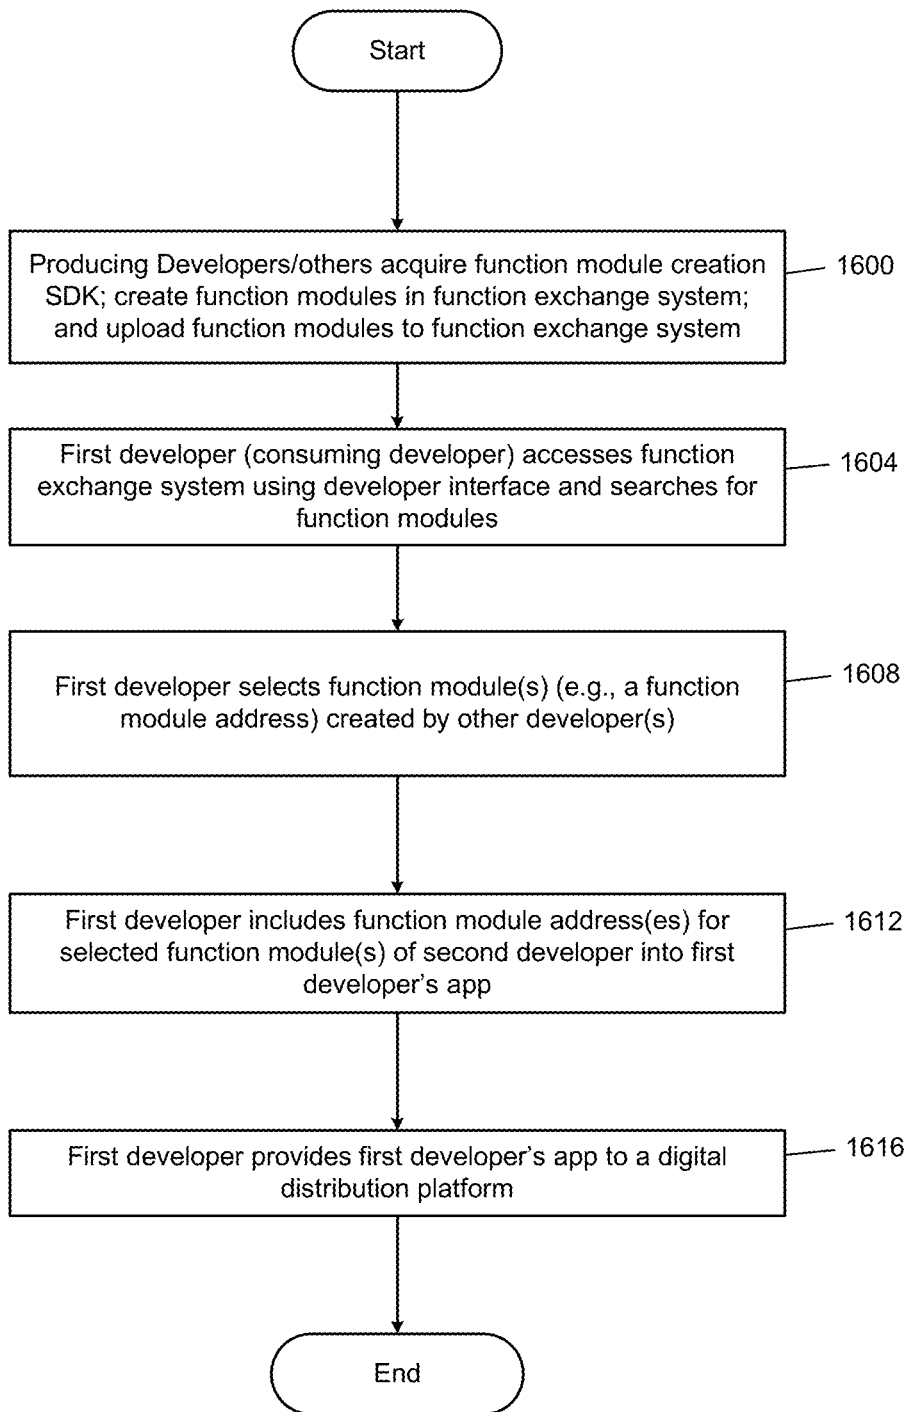 Start
Producing Developers/others acquire function module creation
SDK; create function modules in function exchange system;
and upload function modules to function exchange system
1600
First developer (consuming developer) accesses function
exchange system using developer interface and searches for
function modules
1604
First developer selects function module(s) (e.g., a function
module address) created by other developer(s)
1608
First developer includes function module address(es) for
selected function module(s) of second developer into first
developer's app
1612
First developer provides first developer's app to a digital
distribution platform
1616
End